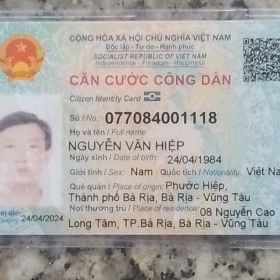 CỘNG HÒA XÃ HỘI CHỦ NGHĨA VIỆT NAM
Độc lập - Tự do - Hạnh phúc
SOCIALIST REPUBLIC OF VIET NAM
Independence - Freedom - Happiness
CĂN CƯỚC CÔNG DÂN
Citizen Identity Card
Số / No.: 077084001118
Họ và tên / Full name:
NGUYỄN VĂN HIỆP
Ngày sinh / Date of birth: 24/04/1984
Giới tính / Sex: Nam Quốc tịch / Nationality: Việt Na
Quê quán / Place of origin: Phước Hiệp,
Thành phố Bà Rịa, Bà Rịa - Vũng Tàu
Nơi thường trú / Place of residence: 08 Nguyễn Cao
24/04/2024
Long Tâm, TP.Bà Rịa, Bà Rịa - Vũng Tàu